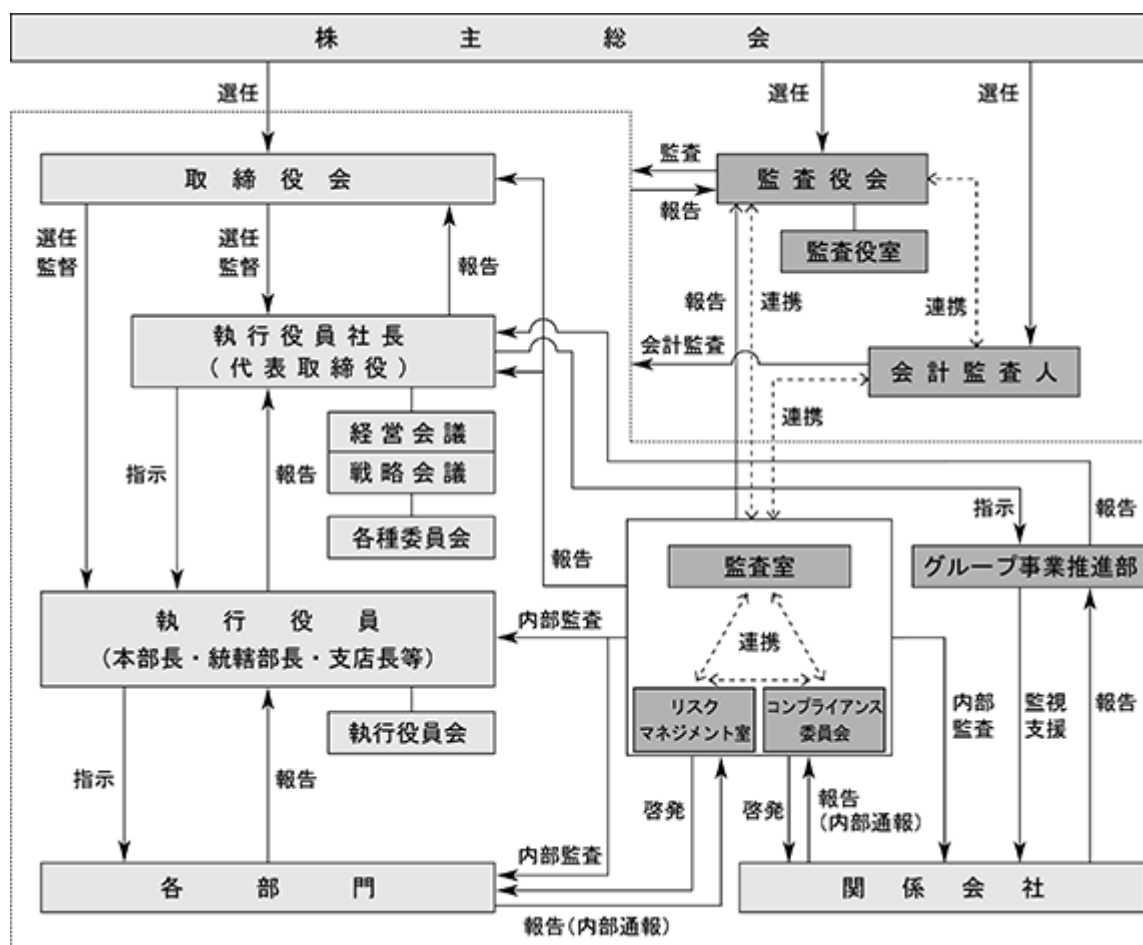 株主総会
選任
選任
選任
取締役会
監査
報告
監査役会
監査役室
選任
監督
選任
監督
報告
報告
連携
連携
執行役員社長
(代表取締役)
会計監査
会計監査人
連携
経営会議
戦略会議
各種委員会
指示
報告
指示
報告
報告
監査室
グループ事業推進部
執行役員
(本部長・統轄部長・支店長等)
内部監査
連携
リスク
マネジメント室
コンプライアンス
委員会
内部
監査
監視
支援
報告
執行役員会
指示
報告
啓発
啓発
報告
(内部通報)
内部監査
各部門
関係会社
報告(内部通報)